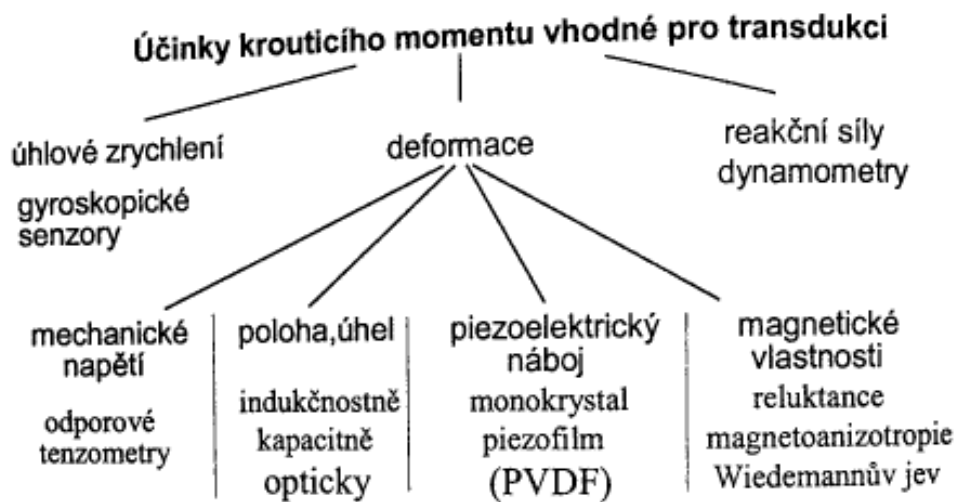 Účinky krouticího momentu vhodné pro transdukci
úhlové zrychlení
gyroskopické
senzory
deformace
reakční síly
dynamometry
mechanické
napětí
odporové
tenzometry
poloha,úhel
indukčnostně
kapacitně
opticky
piezoelektrický
náboj
monokrystal
piezofilm
(PVDF)
magnetické
vlastnosti
reluktance
magnetoanizotropie
Wiedemannův jev